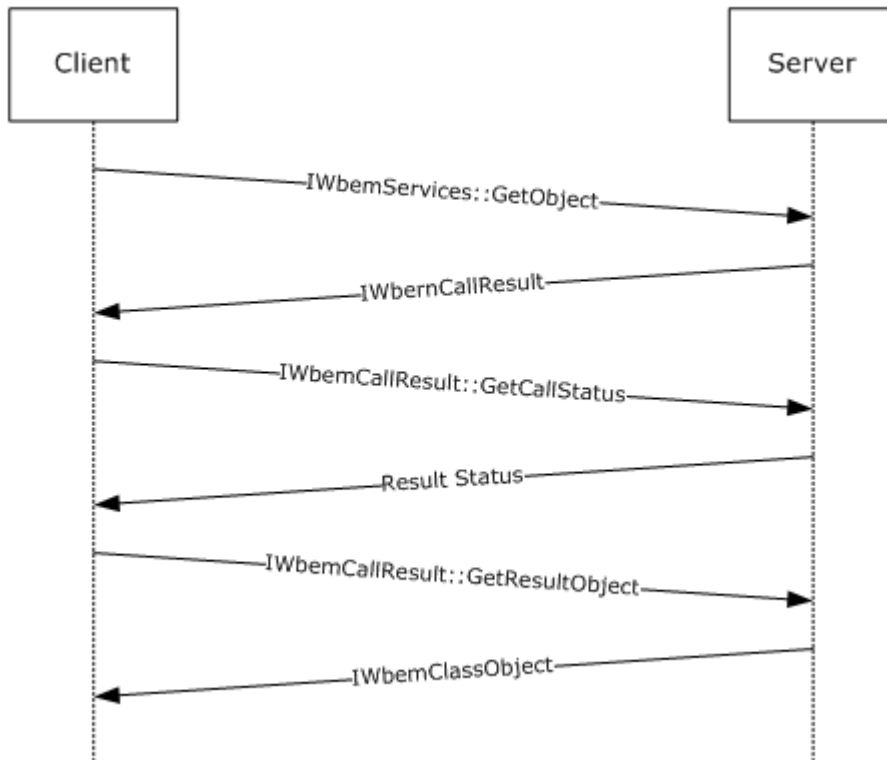 Client
Server
IWbemServices::GetObject
IWbernCallResult
IWbemCallResult::GetCallStatus
Result Status
IWbemCallResult::GetResultObject
IWbemClassObject